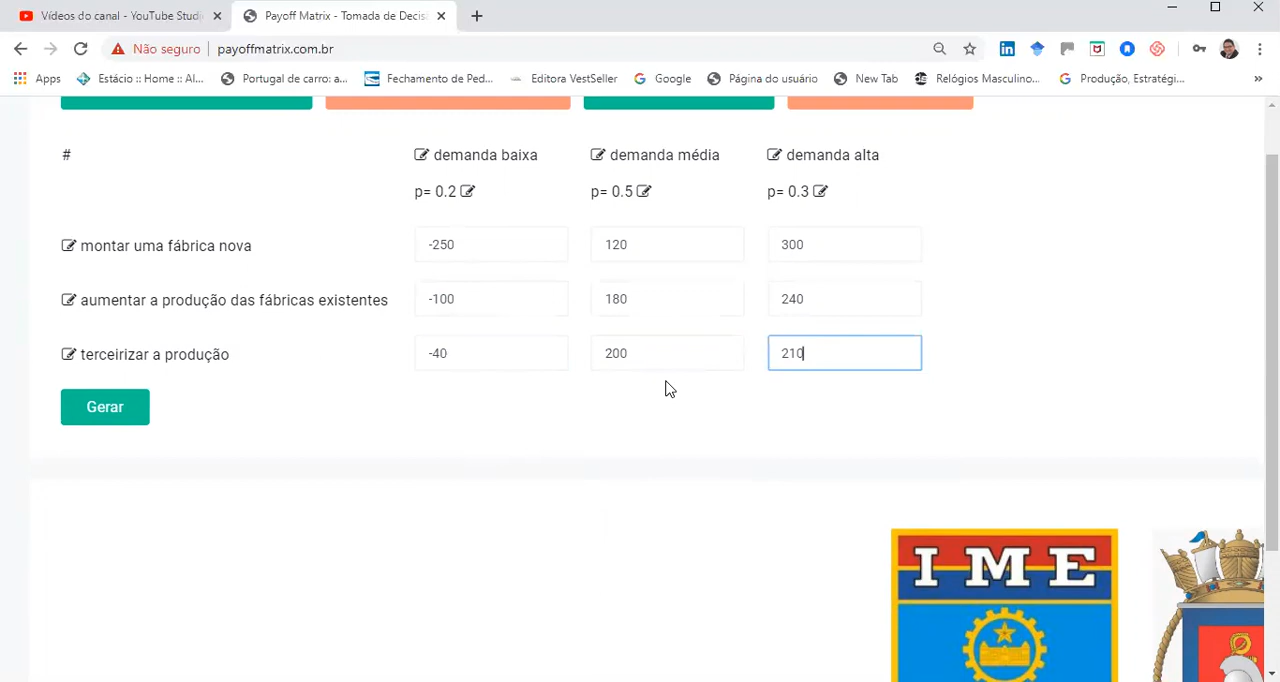 Vídeos do canal - YouTube Studi
Payoff Matrix - Tomada de Decisã
Não seguro | payoffmatrix.com.br
Apps Estácio :: Home :: Al... Portugal de carro: a... Fechamento de Ped... Editora VestSeller Google Página do usuário New Tab Relógios Masculino... Produção, Estratégi... »
# demanda baixa demanda média demanda alta
p= 0.2 p= 0.5 p= 0.3
montar uma fábrica nova -250 120 300
aumentar a produção das fábricas existentes -100 180 240
terceirizar a produção -40 200 210
Gerar
IME